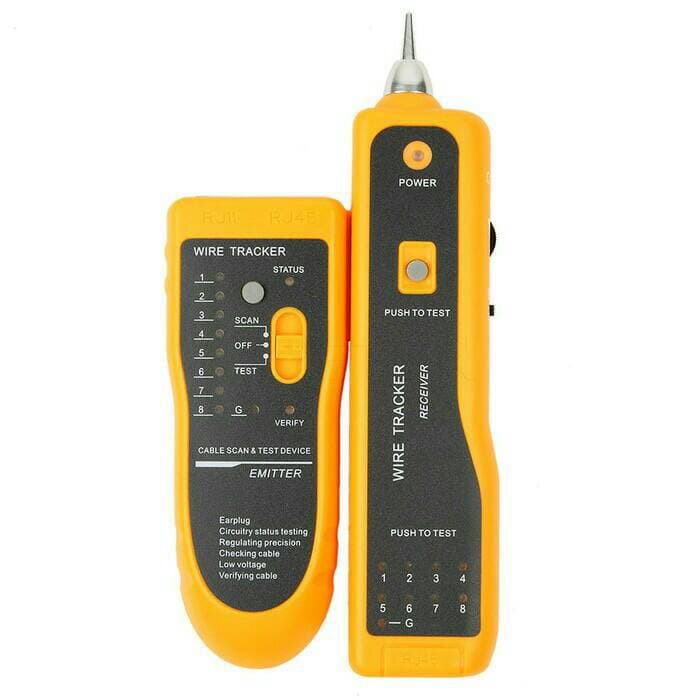 RJ11 RJ45
WIRE TRACKER
STATUS
1
2
3
4
5
6
7
8
G
SCAN
OFF
TEST
VERIFY
CABLE SCAN & TEST DEVICE
EMITTER
Earplug
Circuitry status testing
Regulating precision
Checking cable
Low voltage
Verifying cable
POWER
PUSH TO TEST
WIRE TRACKER
RECEIVER
PUSH TO TEST
1 2 3 4
5 6 7 8
G
RJ45